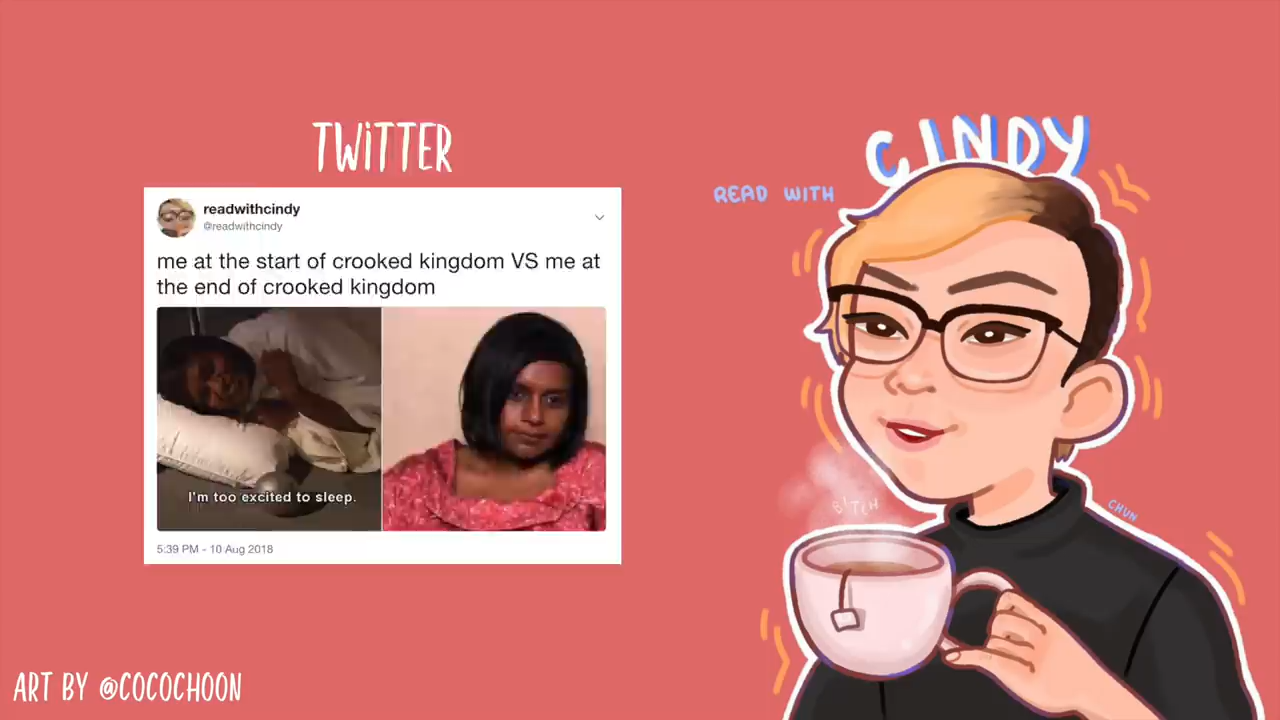 TWiTTER
readwithcindy
@readwithcindy
me at the start of crooked kingdom VS me at
the end of crooked kingdom
I'm too excited to sleep.
5:39 PM - 10 Aug 2018
CINDY
READ WITH
B!TCH
CHUN
ART BY @COCOCHOON